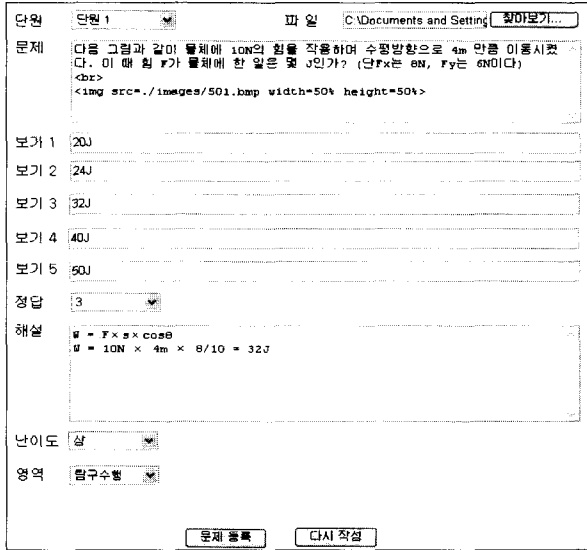 단원 단원 1 파 일 C:\Documents and Setting 찾아보기...
문제 다음 그림과 같이 물체에 10N의 힘을 작용하여 수평방향으로 4m 만큼 이동시켰
다. 이 때 힘 F가 물체에 한 일은 몇 J인가? (단Fx는 8N, Fy는 6N이다)
<br>
<img src=./images/501.bmp width=50% height=50%>
보기 1 20J
보기 2 24J
보기 3 32J
보기 4 40J
보기 5 50J
정답 3
해설 W = F×s×cosθ
W = 10N × 4m × 8/10 = 32J
난이도 상
영역 탐구수행
문제 등록 다시 작성